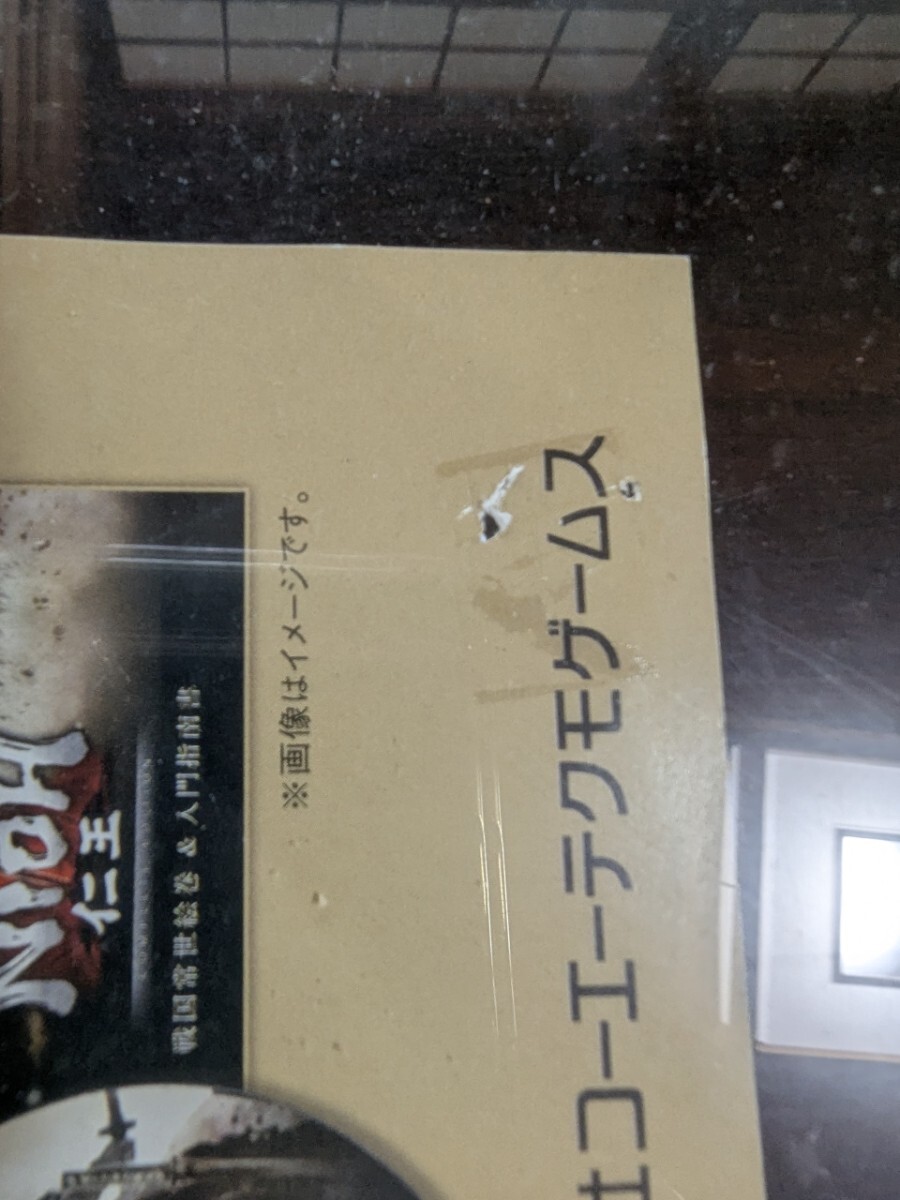 NIOH
仁王
戦国常世絵巻 & 入門指南書
※画像はイメージです。
社コーエーテクモゲームス